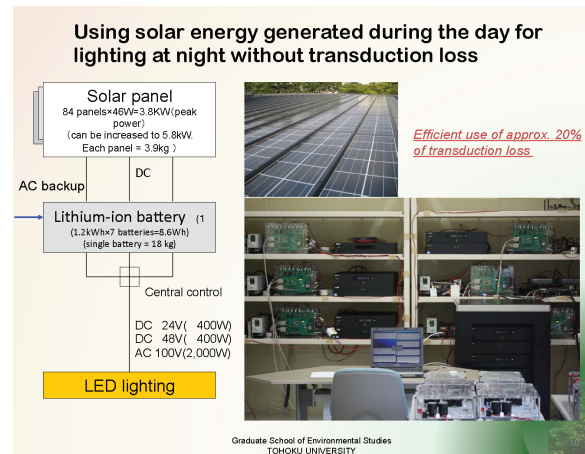 Using solar energy generated during the day for
lighting at night without transduction loss
Solar panel
84 panels×46W=3.8KW(peak
power)
(can be increased to 5.8kW.
Each panel = 3.9kg )
DC
AC backup
Lithium-ion battery (1
(1.2kWh×7 batteries=8.6Wh)
(single battery = 18 kg)
Central control
DC 24V( 400W)
DC 48V( 400W)
AC 100V(2,000W)
LED lighting
Efficient use of approx. 20%
of transduction loss
Graduate School of Environmental Studies
TOHOKU UNIVERSITY